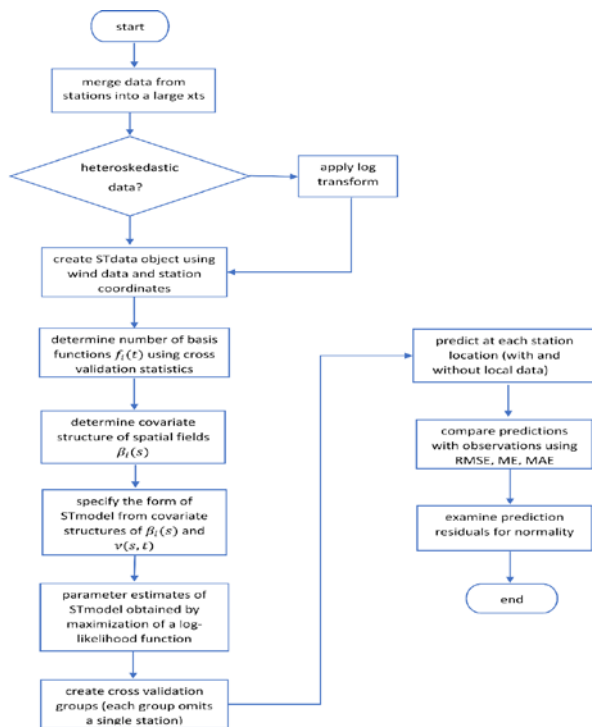 start
merge data from
stations into a large xts
heteroskedastic
data?
apply log
transform
create STdata object using
wind data and station
coordinates
determine number of basis
functions fᵢ(t) using cross
validation statistics
determine covariate
structure of spatial fields
βᵢ(s)
specify the form of
STmodel from covariate
structures of βᵢ(s) and
ν(s, t)
parameter estimates of
STmodel obtained by
maximization of a log-
likelihood function
create cross validation
groups (each group omits
a single station)
predict at each station
location (with and
without local data)
compare predictions
with observations using
RMSE, ME, MAE
examine prediction
residuals for normality
end